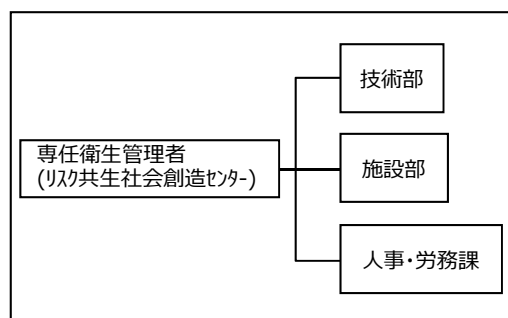 専任衛生管理者
(ﾘｽｸ共生社会創造ｾﾝﾀｰ)
技術部
施設部
人事・労務課